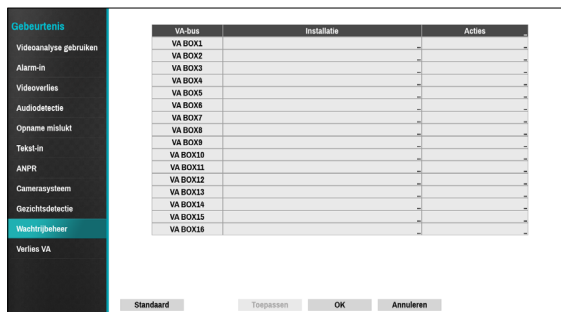 Gebeurtenis
Videoanalyse gebruiken
Alarm-in
Videoverlies
Audiodetectie
Opname mislukt
Tekst-in
ANPR
Camerasysteem
Gezichtsdetectie
Wachtrijbeheer
Verlies VA
VA-bus Installatie Acties ...
VA BOX1 ... ...
VA BOX2 ... ...
VA BOX3 ... ...
VA BOX4 ... ...
VA BOX5 ... ...
VA BOX6 ... ...
VA BOX7 ... ...
VA BOX8 ... ...
VA BOX9 ... ...
VA BOX10 ... ...
VA BOX11 ... ...
VA BOX12 ... ...
VA BOX13 ... ...
VA BOX14 ... ...
VA BOX15 ... ...
VA BOX16 ... ...
Standaard Toepassen OK Annuleren